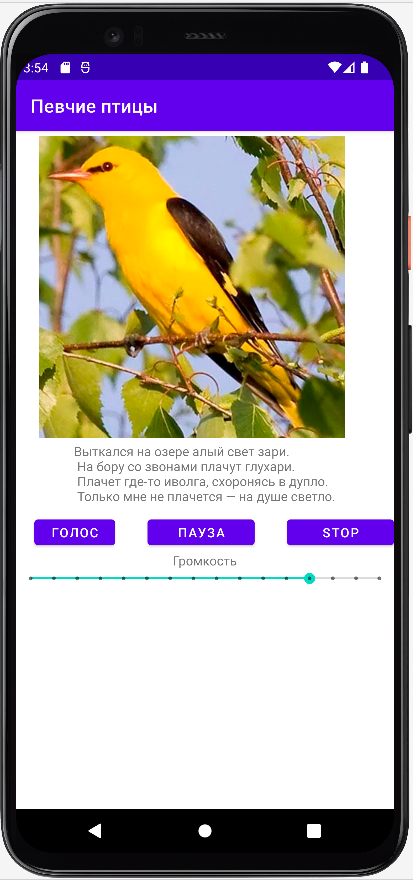 3:54
Певчие птицы
Выткался на озере алый свет зари.
На бору со звонами плачут глухари.
Плачет где-то иволга, схоронясь в дупло.
Только мне не плачется — на душе светло.
ГОЛОС ПАУЗА STOP
Громкость